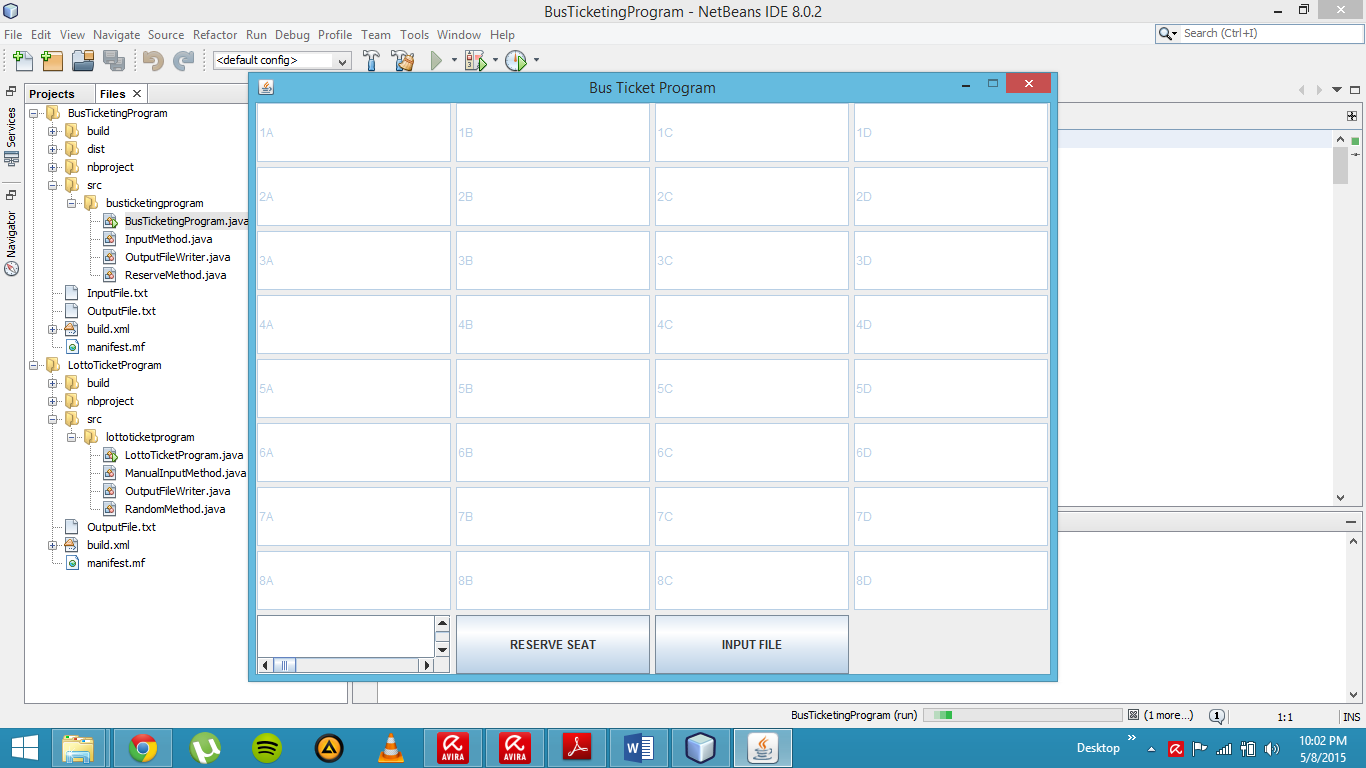 BusTicketingProgram - NetBeans IDE 8.0.2
File Edit View Navigate Source Refactor Run Debug Profile Team Tools Window Help
Search (Ctrl+I)
<default config>
Projects Files
Services
Navigator
BusTicketingProgram
build
dist
nbproject
src
busticketingprogram
BusTicketingProgram.java
InputMethod.java
OutputFileWriter.java
ReserveMethod.java
InputFile.txt
OutputFile.txt
build.xml
manifest.mf
LottoTicketProgram
build
nbproject
src
lottoticketprogram
LottoTicketProgram.java
ManualInputMethod.java
OutputFileWriter.java
RandomMethod.java
OutputFile.txt
build.xml
manifest.mf
Bus Ticket Program
1A 1B 1C 1D
2A 2B 2C 2D
3A 3B 3C 3D
4A 4B 4C 4D
5A 5B 5C 5D
6A 6B 6C 6D
7A 7B 7C 7D
8A 8B 8C 8D
RESERVE SEAT INPUT FILE
BusTicketingProgram (run) (1 more...) 1 1:1 INS
AVIRA AVIRA Desktop 10:02 PM
5/8/2015